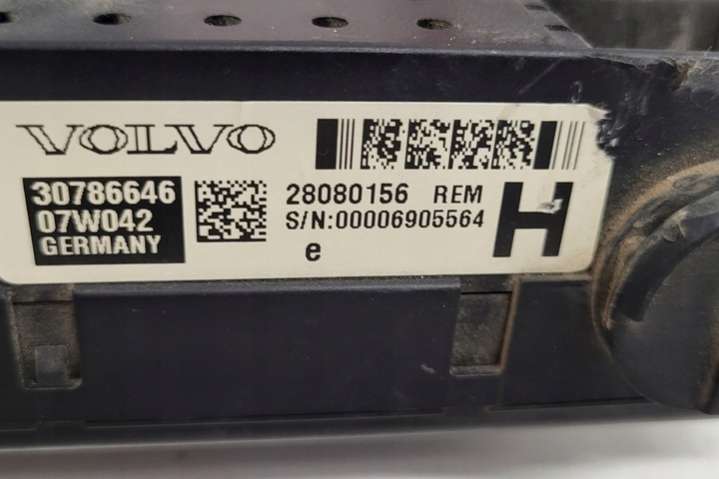 VOLVO
30786646
07W042
GERMANY
28080156 REM
S/N:00006905564
e
H